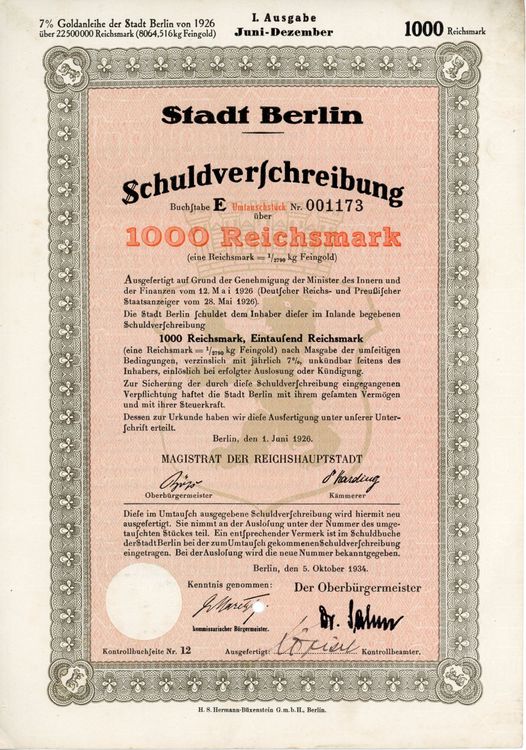 7% Goldanleihe der Stadt Berlin von 1926
über 22500000 Reichsmark (8064,516kg Feingold)
I. Ausgabe
Juni-Dezember
1000 Reichsmark
Stadt Berlin
Schuldverſchreibung
Buchſtabe E Umtauschstück Nr. 001173
über
1000 Reichsmark
(eine Reichsmark = 1/2790 kg Feingold)
Ausgefertigt auf Grund der Genehmigung der Minister des Innern und
der Finanzen vom 12. Mai 1926 (Deutſcher Reichs- und Preußiſcher
Staatsanzeiger vom 28. Mai 1926).
Die Stadt Berlin ſchuldet dem Inhaber dieſer im Inlande begebenen
Schuldverſchreibung
1000 Reichsmark, Eintauſend Reichsmark
(eine Reichsmark = 1/2790 kg Feingold) nach Masgabe der umſeitigen
Bedingungen, verzinslich mit jährlich 7%, unkündbar ſeitens des
Inhabers, einlösbar bei erfolgter Auslosung oder Kündigung.
Zur Sicherung der durch dieſe Schuldverſchreibung eingegangenen
Verpflichtung haftet die Stadt Berlin mit ihrem geſamten Vermögen
und mit ihrer Steuerkraft.
Dessen zur Urkunde haben wir dieſe Ausfertigung unter unſerer Unter-
ſchrift erteilt.
Berlin, den 1. Juni 1926.
MAGISTRAT DER REICHSHAUPTSTADT
Oberbürgermeister
Kämmerer
Dieſe im Umtauſch ausgegebene Schuldverſchreibung wird hiermit neu
ausgefertigt. Sie nimmt an der Ausloſung unter der Nummer des umge-
tauſchten Stückes teil. Ein entſprechender Vermerk iſt im Schuldbuche
der Stadt Berlin bei der zum Umtauſch gekommenen Schuldverſchreibung
eingetragen. Bei der Ausloſung wird die neue Nummer bekanntgegeben.
Berlin, den 5. Oktober 1934.
Kenntnis genommen:
Der Oberbürgermeister
Dr. Sahm
kommissarischer Bürgermeister.
Kontrollbuchſeite Nr. 12
Ausgefertigt:
Kontrollbeamter.
H. S. Hermann-Büxenstein G.m.b.H., Berlin.